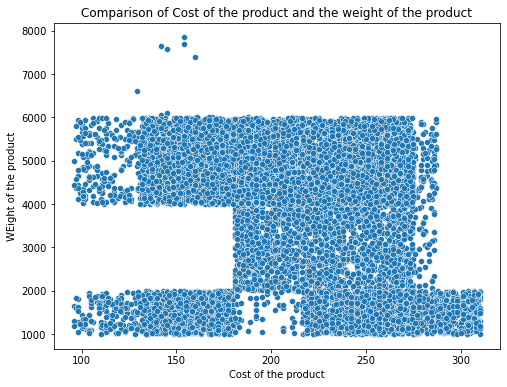 Comparison of Cost of the product and the weight of the product
8000
7000
6000
5000
4000
3000
2000
1000
WEight of the product
100 150 200 250 300
Cost of the product